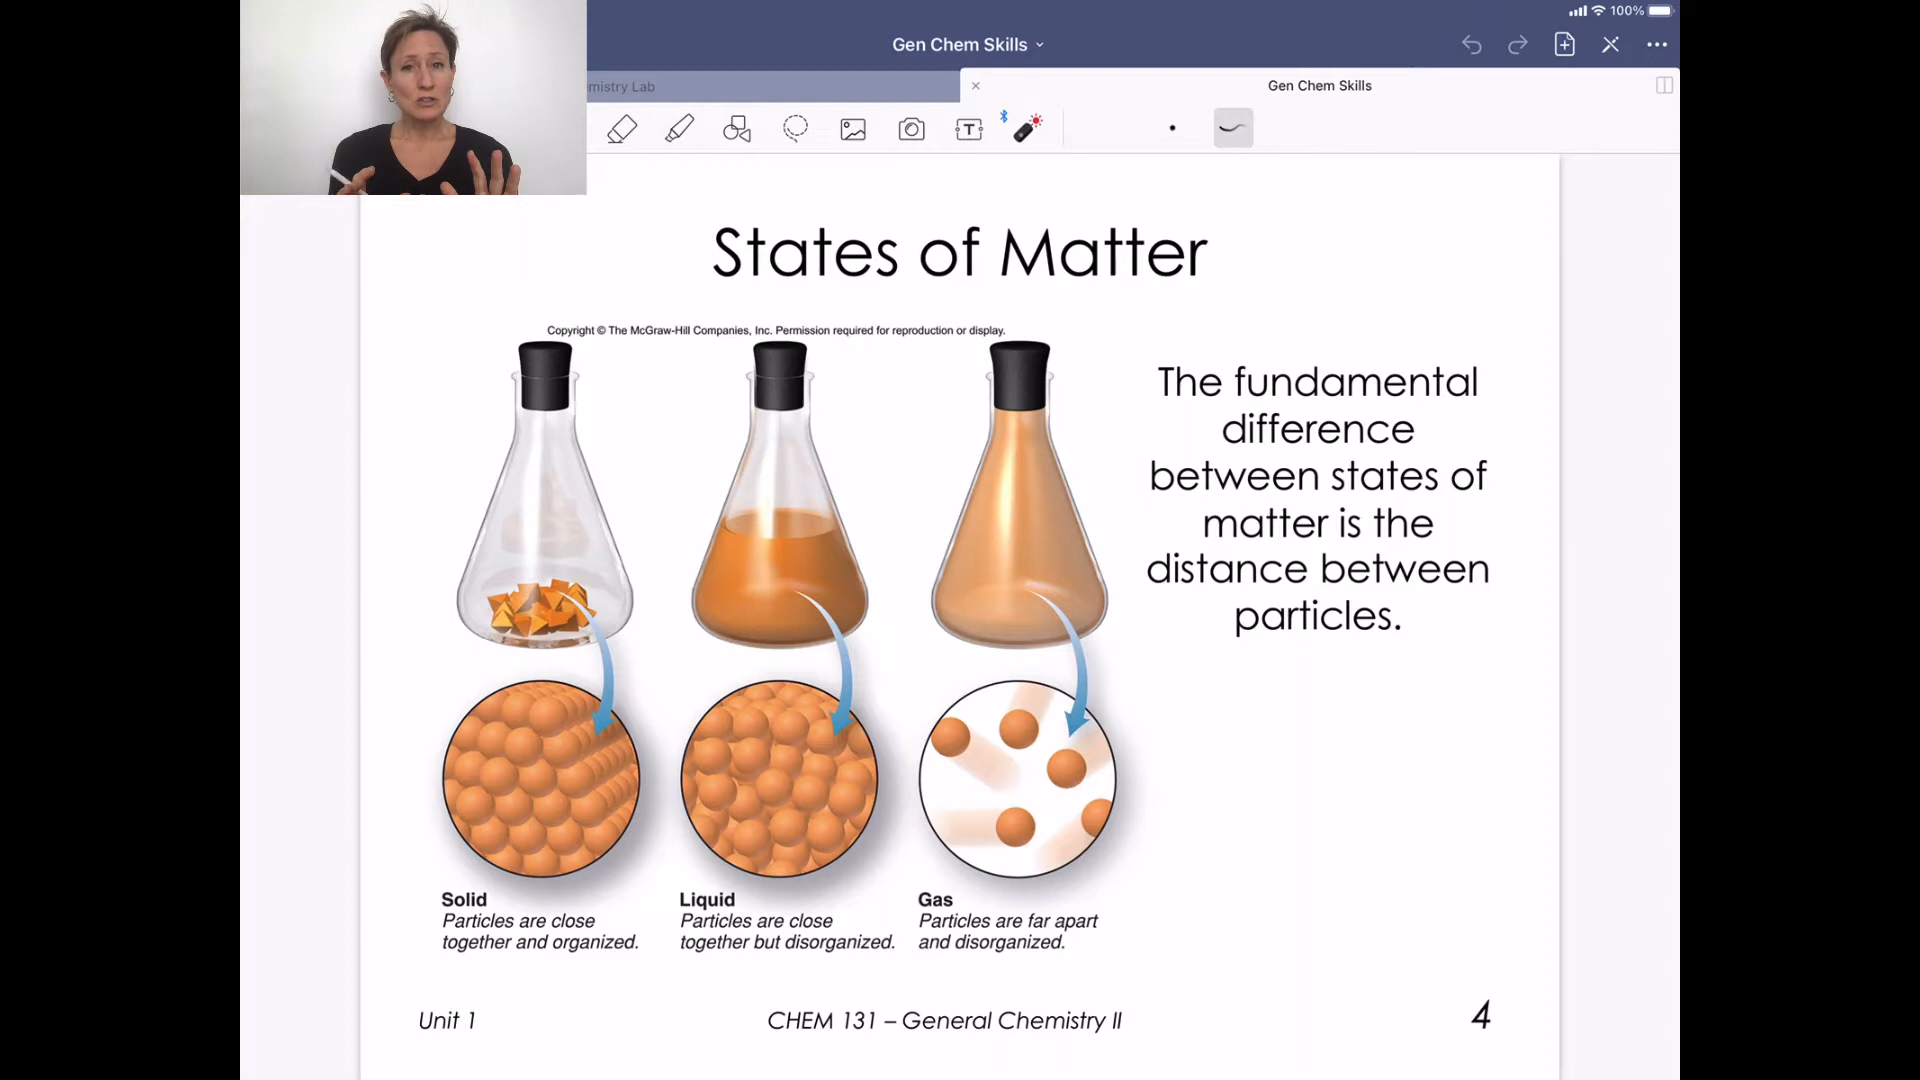 100%
Gen Chem Skills
mistry Lab
Gen Chem Skills
T
States of Matter
Copyright © The McGraw-Hill Companies, Inc. Permission required for reproduction or display.
The fundamental
difference
between states of
matter is the
distance between
particles.
Solid
Particles are close
together and organized.
Liquid
Particles are close
together but disorganized.
Gas
Particles are far apart
and disorganized.
Unit 1
CHEM 131 – General Chemistry II
4